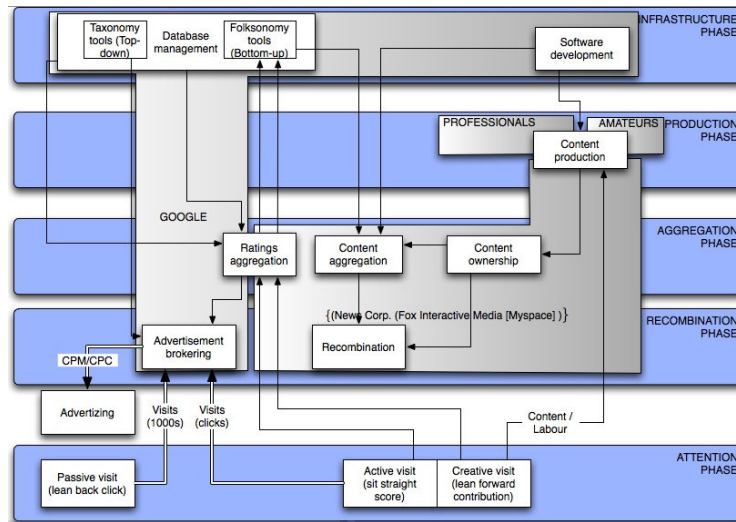 INFRASTRUCTURE
PHASE
Taxonomy
tools (Top-
down)
Database
management
Folksonomy
tools
(Bottom-up)
Software
development
PROFESSIONALS
AMATEURS
PRODUCTION
PHASE
Content
production
GOOGLE
AGGREGATION
PHASE
Ratings
aggregation
Content
aggregation
Content
ownership
{(News Corp. (Fox Interactive Media [Myspace] )}
RECOMBINATION
PHASE
Advertisement
brokering
Recombination
CPM/CPC
Advertizing
Visits
(1000s)
Visits
(clicks)
Content /
Labour
ATTENTION
PHASE
Passive visit
(lean back click)
Active visit
(sit straight
score)
Creative visit
(lean forward
contribution)